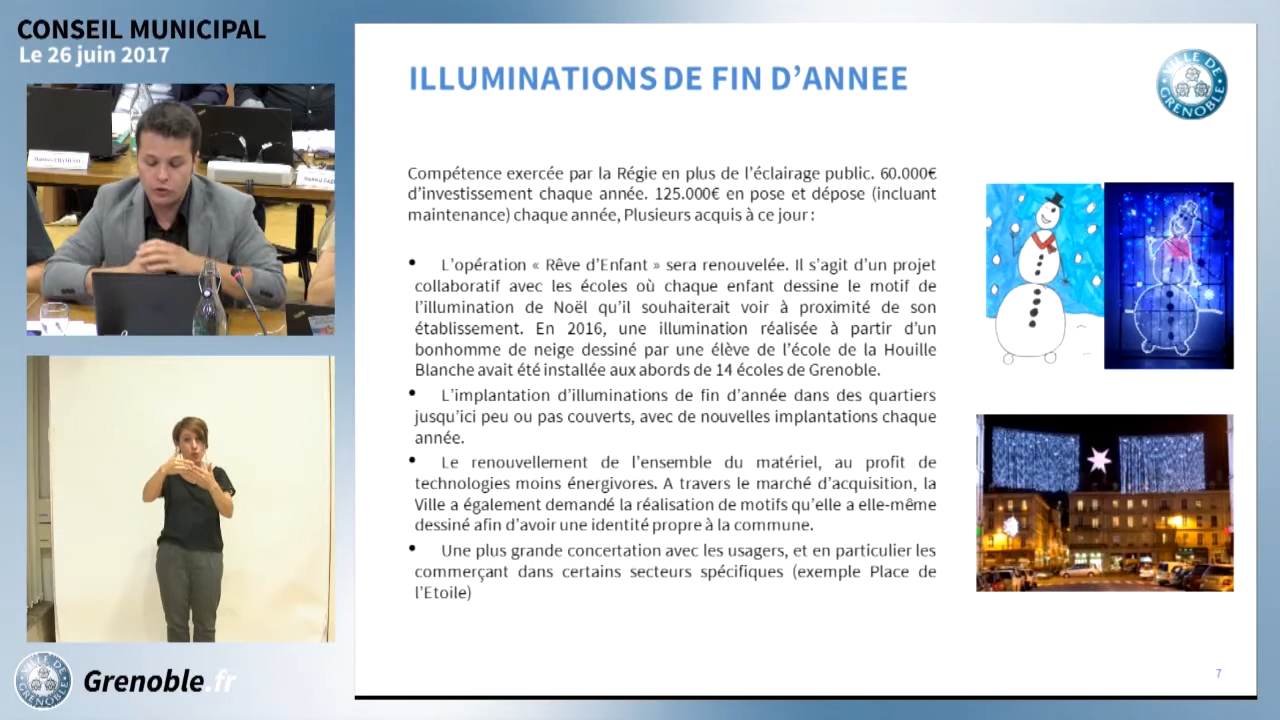 CONSEIL MUNICIPAL
Le 26 juin 2017
ILLUMINATIONS DE FIN D’ANNEE
VILLE DE
GRENOBLE
Compétence exercée par la Régie en plus de l’éclairage public. 60.000€
d’investissement chaque année. 125.000€ en pose et dépose (incluant
maintenance) chaque année, Plusieurs acquis à ce jour :
• L’opération « Rêve d’Enfant » sera renouvelée. Il s’agit d’un projet
collaboratif avec les écoles où chaque enfant dessine le motif de
l’illumination de Noël qu’il souhaiterait voir à proximité de son
établissement. En 2016, une illumination réalisée à partir d’un
bonhomme de neige dessiné par une élève de l’école de la Houille
Blanche avait été installée aux abords de 14 écoles de Grenoble.
• L’implantation d’illuminations de fin d’année dans des quartiers
jusqu’ici peu ou pas couverts, avec de nouvelles implantations chaque
année.
• Le renouvellement de l’ensemble du matériel, au profit de
technologies moins énergivores. A travers le marché d’acquisition, la
Ville a également demandé la réalisation de motifs qu’elle a elle-même
dessiné afin d’avoir une identité propre à la commune.
• Une plus grande concertation avec les usagers, et en particulier les
commerçant dans certains secteurs spécifiques (exemple Place de
l’Etoile)
7
VILLE DE
GRENOBLE
Grenoble.fr